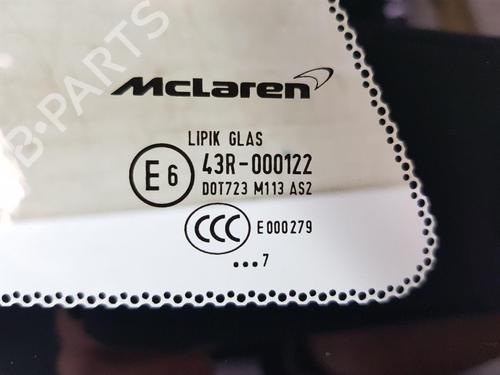 B-PARTS
McLaren
LIPIK GLAS
E6 43R-000122
DOT723 M113 AS2
CCC E000279
...7